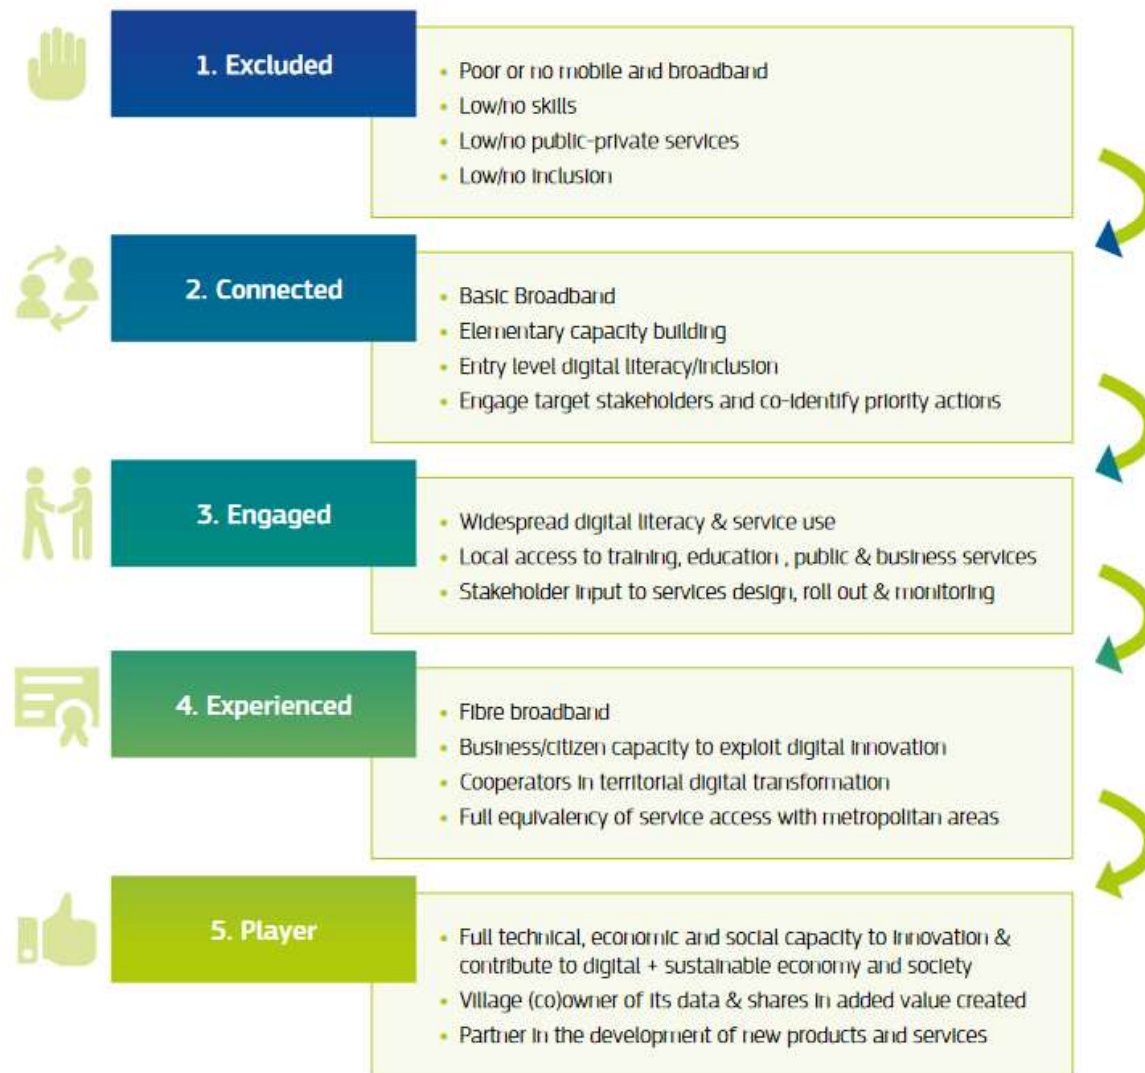 1. Excluded
• Poor or no mobile and broadband
• Low/no skills
• Low/no public-private services
• Low/no inclusion
2. Connected
• Basic Broadband
• Elementary capacity building
• Entry level digital literacy/inclusion
• Engage target stakeholders and co-identify priority actions
3. Engaged
• Widespread digital literacy & service use
• Local access to training, education , public & business services
• Stakeholder input to services design, roll out & monitoring
4. Experienced
• Fibre broadband
• Business/citizen capacity to exploit digital innovation
• Cooperators in territorial digital transformation
• Full equivalency of service access with metropolitan areas
5. Player
• Full technical, economic and social capacity to innovation &
contribute to digital + sustainable economy and society
• Village (co)owner of its data & shares in added value created
• Partner in the development of new products and services